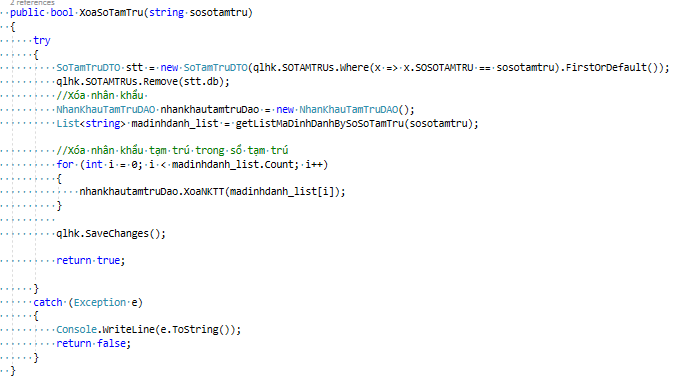 2 references
public bool XoaSoTamTru(string sosotamtru)
{
try
{
SoTamTruDTO stt = new SoTamTruDTO(qlhk.SOTAMTRUs.Where(x => x.SOSOTAMTRU == sosotamtru).FirstOrDefault());
qlhk.SOTAMTRUs.Remove(stt.db);
//Xóa nhân khẩu
NhanKhauTamTruDAO nhankhautamtruDao = new NhanKhauTamTruDAO();
List<string> madinhdanh_list = getListMaDinhDanhBySoSoTamTru(sosotamtru);
//Xóa nhân khẩu tạm trú trong sổ tạm trú
for (int i = 0; i < madinhdanh_list.Count; i++)
{
nhankhautamtruDao.XoaNKTT(madinhdanh_list[i]);
}
qlhk.SaveChanges();
return true;
}
catch (Exception e)
{
Console.WriteLine(e.ToString());
return false;
}
}